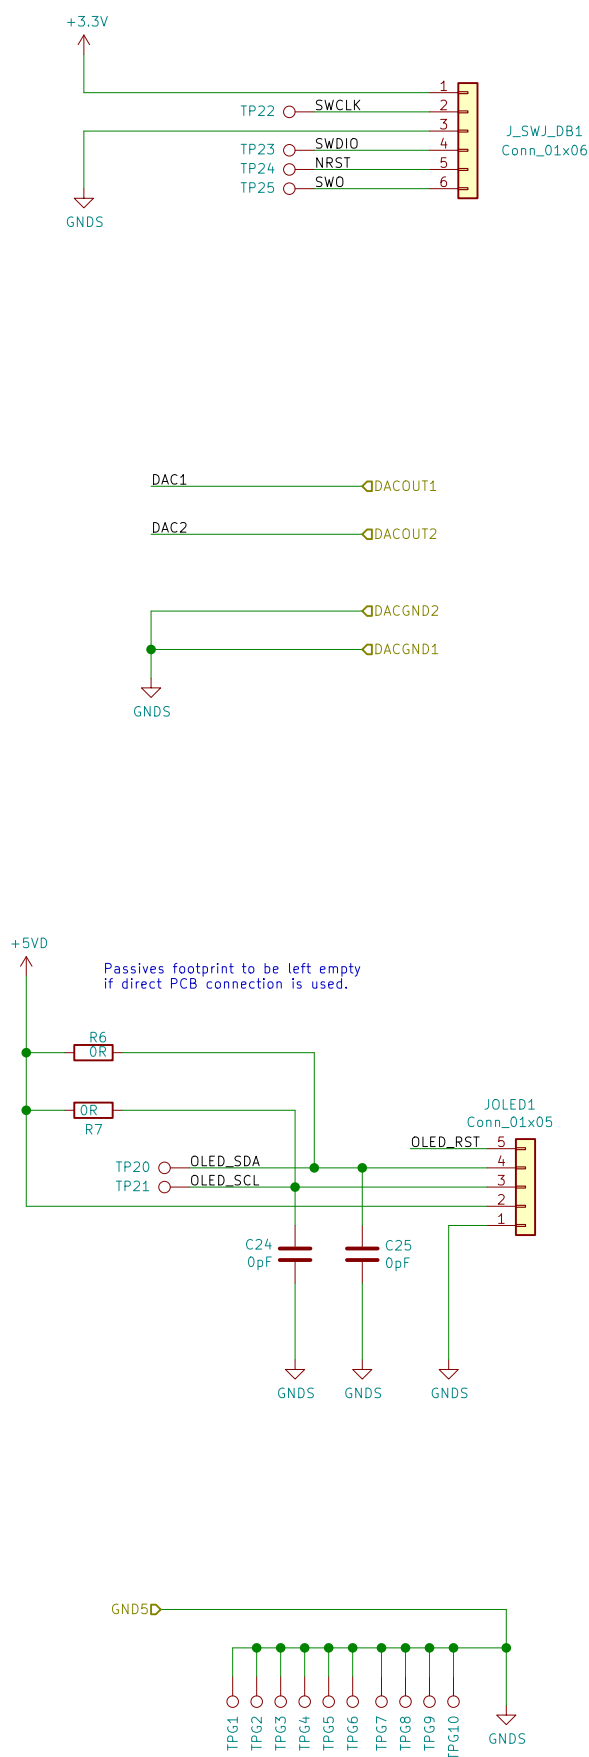 +3.3V
1
TP22 SWCLK 2
3
J_SWJ_DB1
TP23 SWDIO 4
Conn_01x06
TP24 NRST 5
TP25 SWO 6
GNDS
DAC1 DACOUT1
DAC2 DACOUT2
DACGND2
DACGND1
GNDS
+5VD
Passives footprint to be left empty
if direct PCB connection is used.
R6
0R
0R
R7
JOLED1
Conn_01x05
OLED_RST 5
TP20 OLED_SDA 4
TP21 OLED_SCL 3
2
1
C24
0pF
C25
0pF
GNDS GNDS GNDS
GND5
TPG1 TPG2 TPG3 TPG4 TPG5 TPG6 TPG7 TPG8 TPG9 TPG10
GNDS